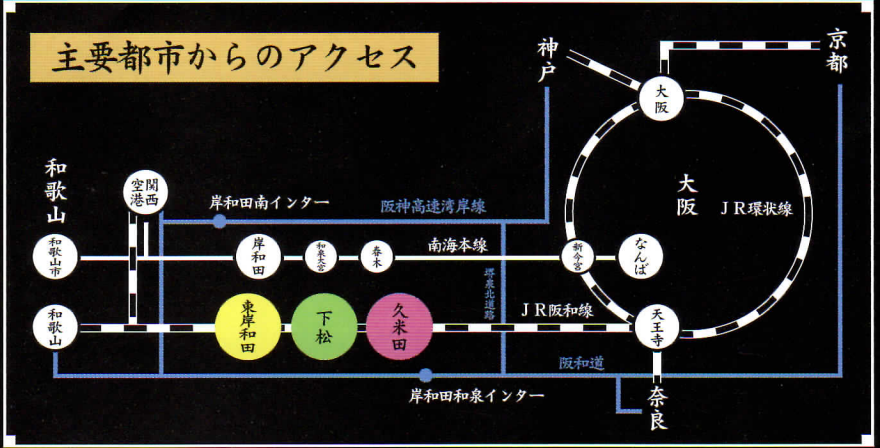 主要都市からのアクセス
神戸
京都
大阪
大阪
JR環状線
和歌山
関西空港
岸和田南インター
阪神高速湾岸線
和歌山市
岸和田
和泉大宮
春木
南海本線
新今宮
なんば
堺泉北道路
和歌山
東岸和田
下松
久米田
JR阪和線
天王寺
阪和道
岸和田和泉インター
奈良